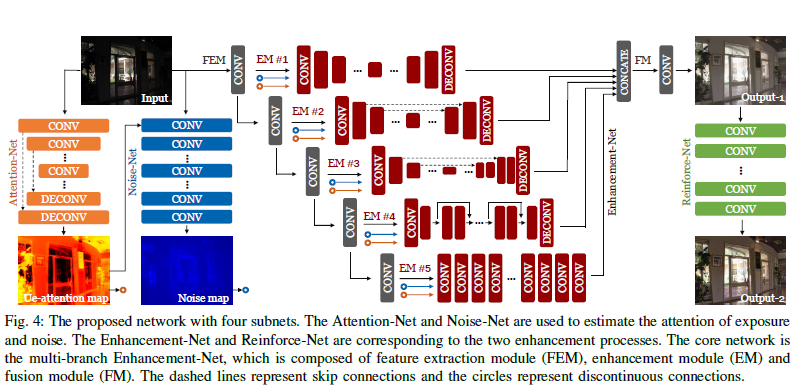 Input
FEM
CONV
EM #1
CONV
...
...
DECONV
CONCATE
FM
CONV
Output-1
Attention-Net
CONV
CONV
CONV
...
DECONV
DECONV
Ue-attention map
Noise-Net
CONV
CONV
CONV
...
CONV
CONV
Noise map
CONV
EM #2
CONV
...
...
DECONV
CONV
EM #3
CONV
...
...
DECONV
CONV
EM #4
CONV
...
DECONV
CONV
EM #5
CONV
CONV
CONV
CONV
CONV
...
CONV
CONV
CONV
CONV
Enhancement-Net
Reinforce-Net
CONV
CONV
...
CONV
CONV
Output-2
Fig. 4: The proposed network with four subnets. The Attention-Net and Noise-Net are used to estimate the attention of exposure
and noise. The Enhancement-Net and Reinforce-Net are corresponding to the two enhancement processes. The core network is
the multi-branch Enhancement-Net, which is composed of feature extraction module (FEM), enhancement module (EM) and
fusion module (FM). The dashed lines represent skip connections and the circles represent discontinuous connections.